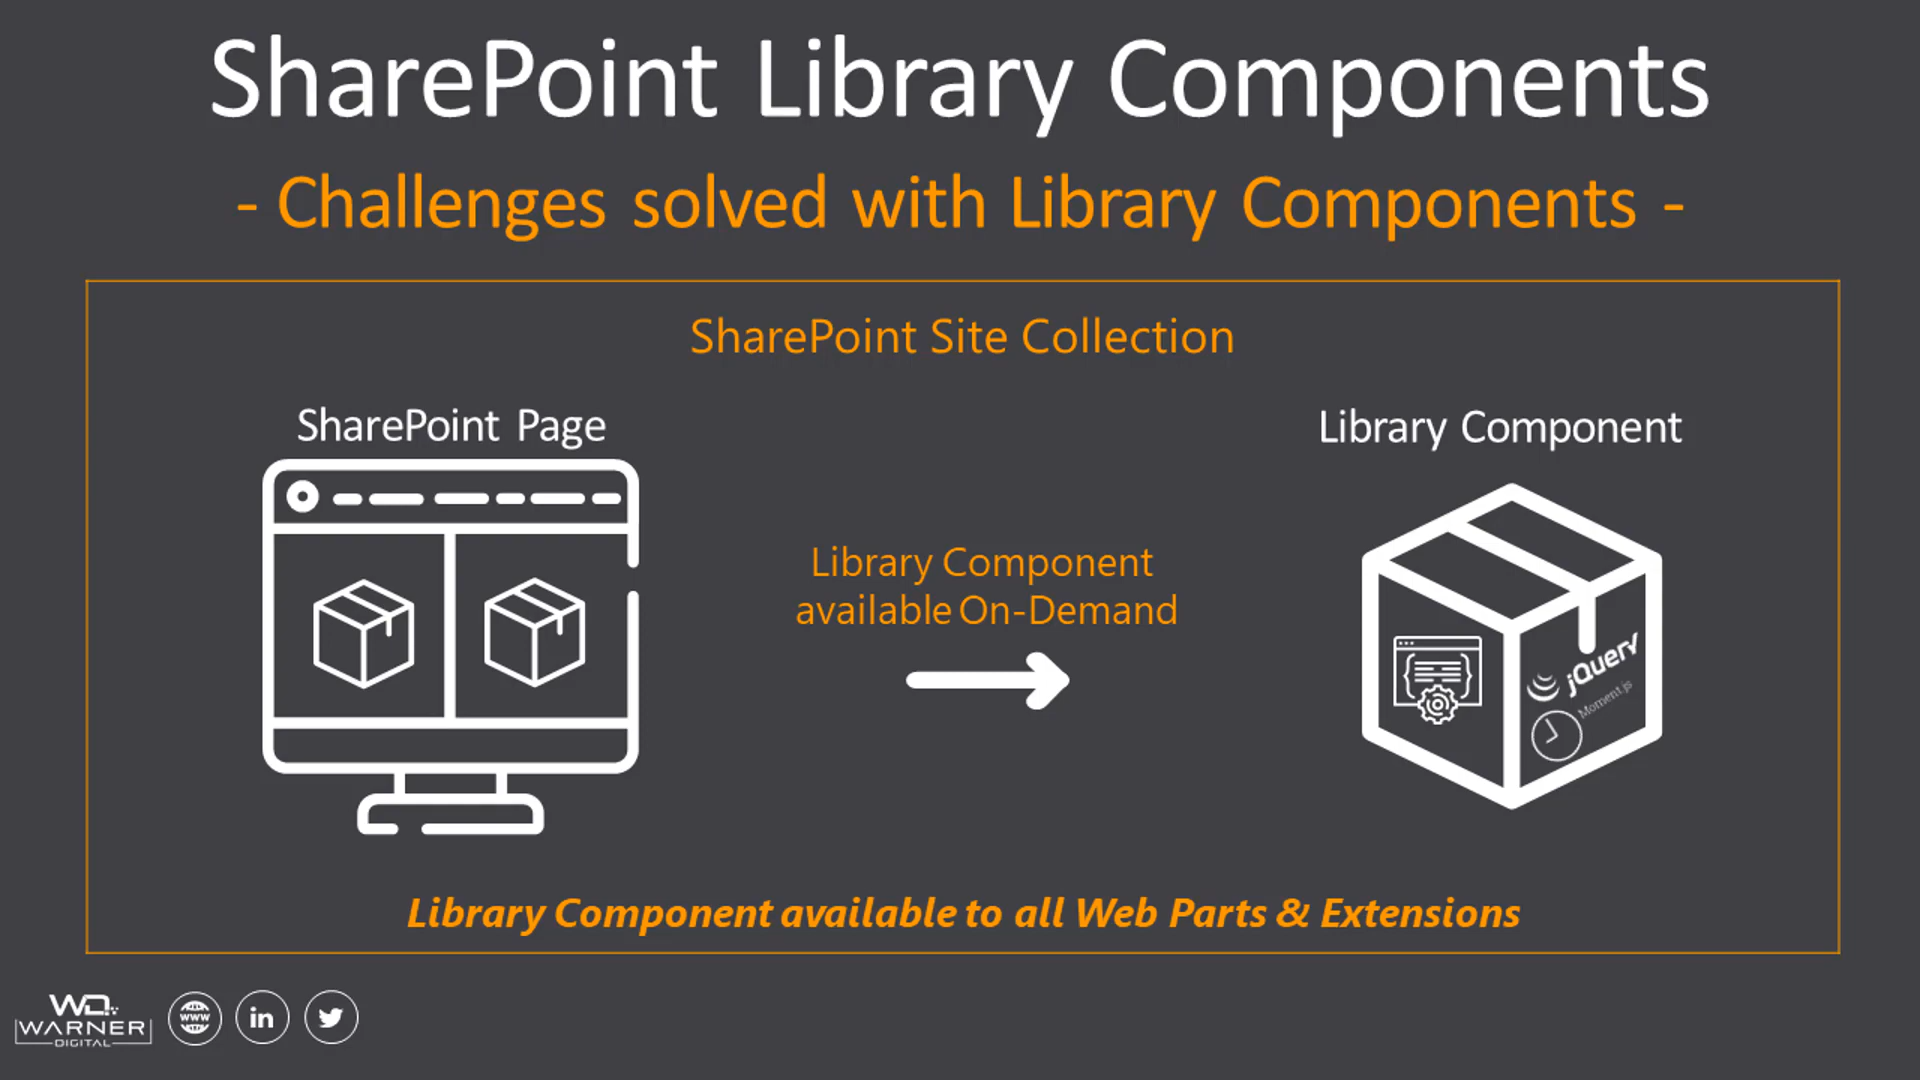 SharePoint Library Components
- Challenges solved with Library Components -
SharePoint Site Collection
SharePoint Page
Library Component
Library Component
available On-Demand
jQuery
Moment.js
Library Component available to all Web Parts & Extensions
WD
WARNER
DIGITAL
WWW
in